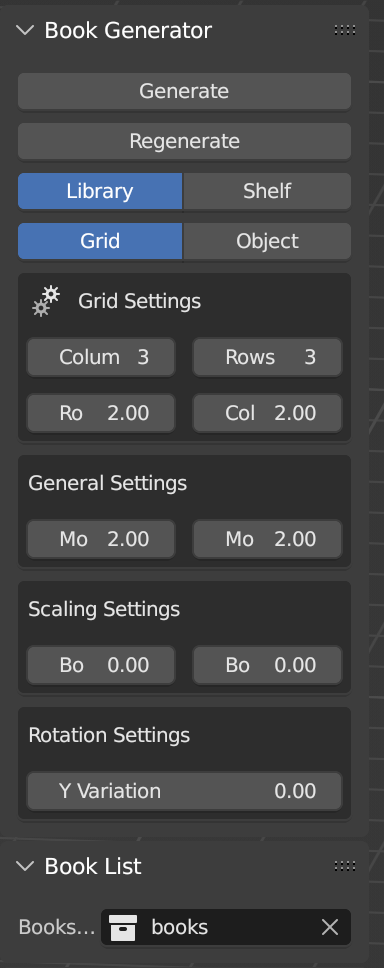 Book Generator
Generate
Regenerate
Library Shelf
Grid Object
Grid Settings
Colum 3 Rows 3
Ro 2.00 Col 2.00
General Settings
Mo 2.00 Mo 2.00
Scaling Settings
Bo 0.00 Bo 0.00
Rotation Settings
Y Variation 0.00
Book List
Books... books